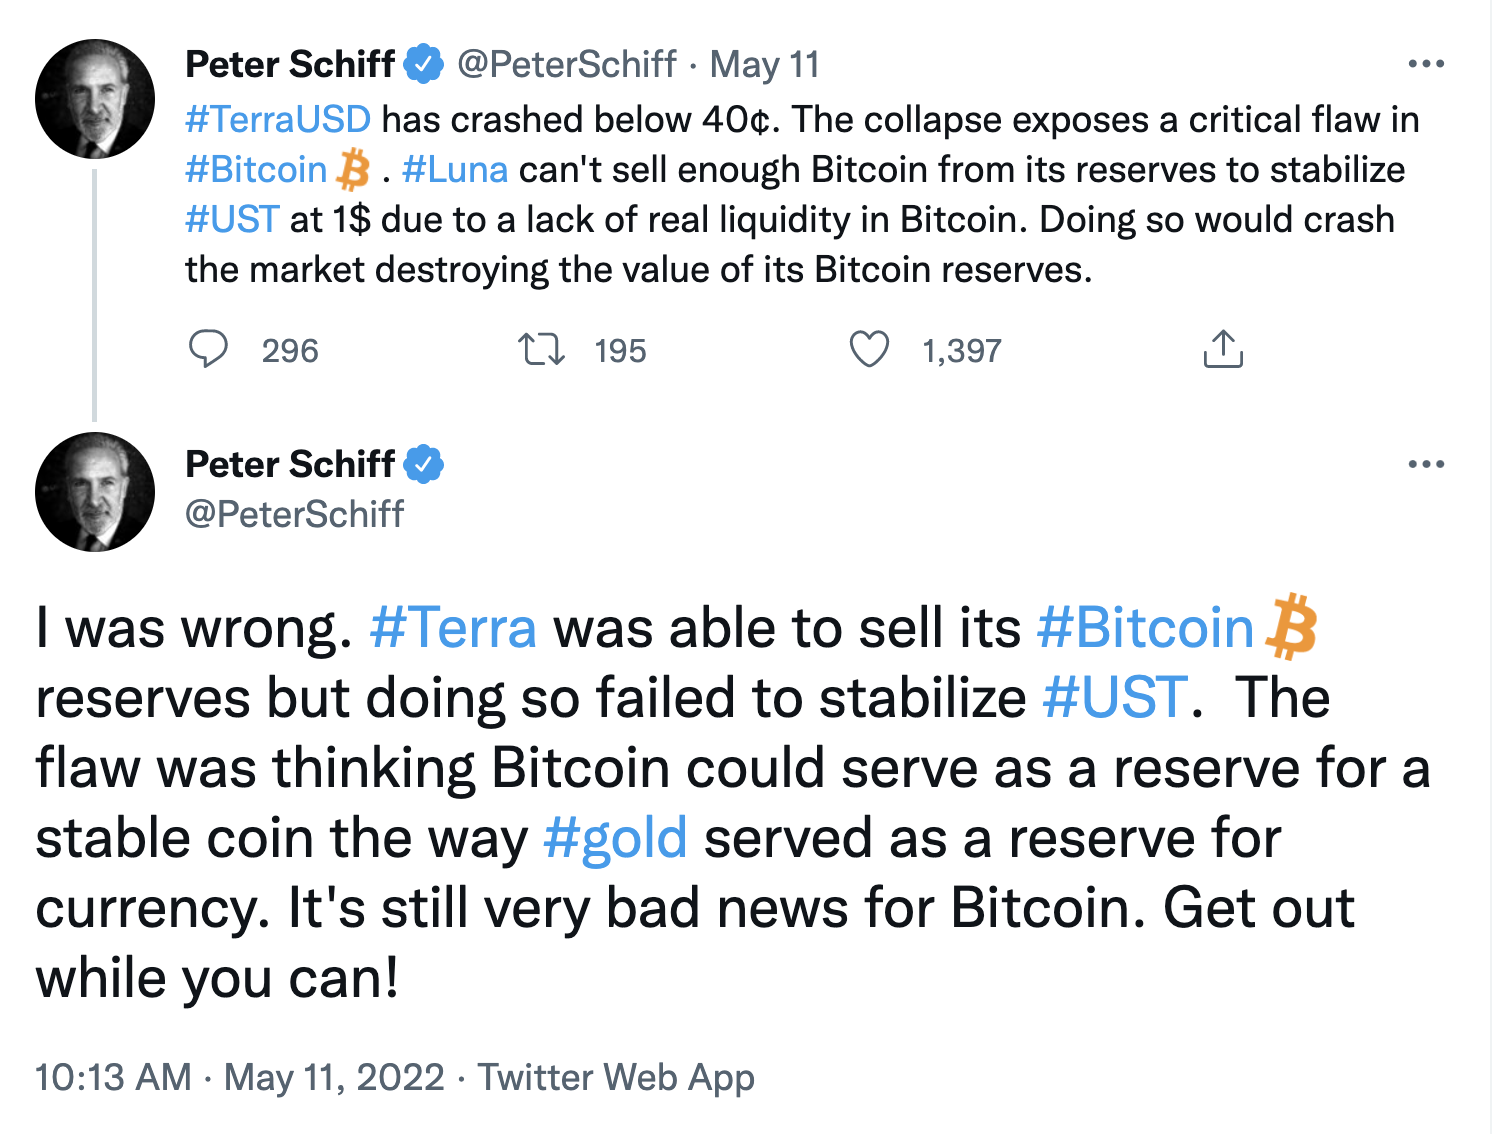 Peter Schiff @PeterSchiff · May 11
#TerraUSD has crashed below 40¢. The collapse exposes a critical flaw in
#Bitcoin . #Luna can't sell enough Bitcoin from its reserves to stabilize
#UST at 1$ due to a lack of real liquidity in Bitcoin. Doing so would crash
the market destroying the value of its Bitcoin reserves.
296 195 1,397
Peter Schiff
@PeterSchiff
I was wrong. #Terra was able to sell its #Bitcoin
reserves but doing so failed to stabilize #UST.  The
flaw was thinking Bitcoin could serve as a reserve for a
stable coin the way #gold served as a reserve for
currency. It's still very bad news for Bitcoin. Get out
while you can!
10:13 AM · May 11, 2022 · Twitter Web App